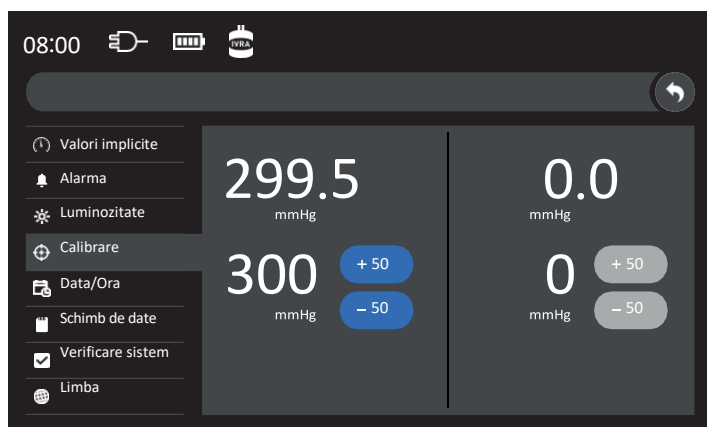 08:00 IVRA
Valori implicite
Alarma
Luminozitate
Calibrare
Data/Ora
Schimb de date
Verificare sistem
Limba
299.5
mmHg
300
mmHg
+ 50
– 50
0.0
mmHg
0
mmHg
+ 50
– 50